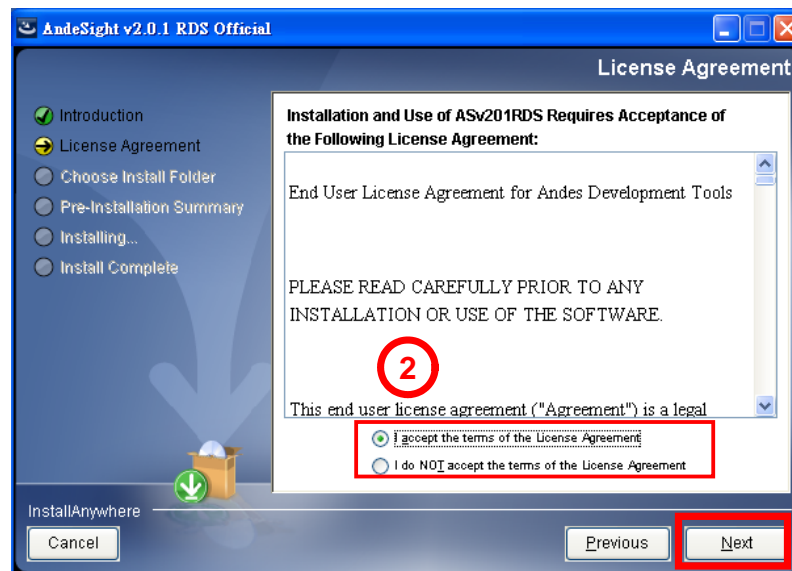 AndeSight v2.0.1 RDS Official
License Agreement
Introduction
License Agreement
Choose Install Folder
Pre-Installation Summary
Installing...
Install Complete
Installation and Use of ASv201RDS Requires Acceptance of
the Following License Agreement:
End User License Agreement for Andes Development Tools
PLEASE READ CAREFULLY PRIOR TO ANY
INSTALLATION OR USE OF THE SOFTWARE.
2
This end user license agreement ("Agreement") is a legal
I accept the terms of the License Agreement
I do NOT accept the terms of the License Agreement
InstallAnywhere
Cancel
Previous
Next